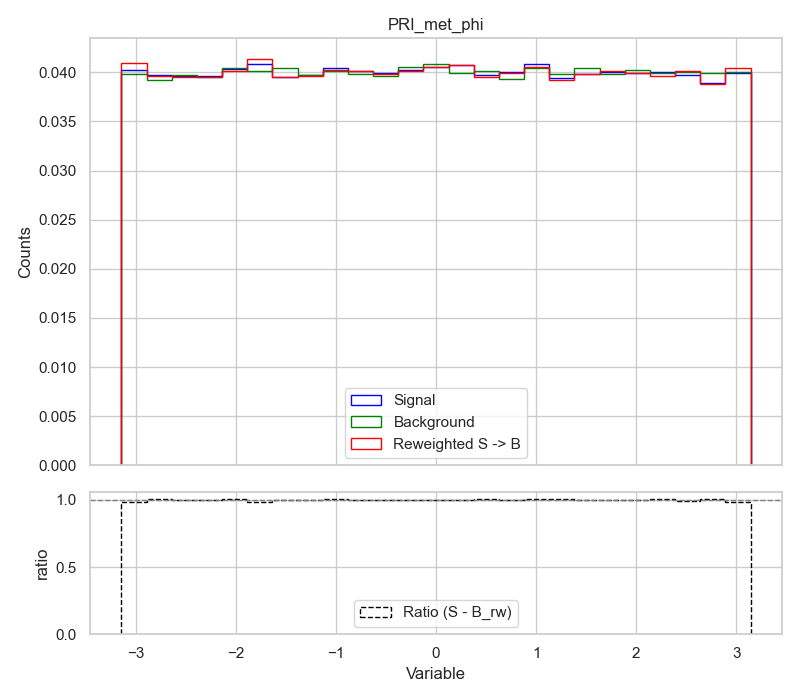 PRI_met_phi
0.040
0.035
0.030
0.025
0.020
0.015
0.010
0.005
0.000
Counts
Signal
Background
Reweighted S -> B
1.0
0.5
0.0
ratio
Ratio (S - B_rw)
−3 −2 −1 0 1 2 3
Variable